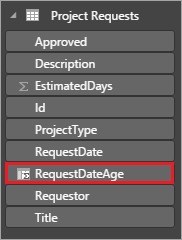 Project Requests
Approved
Description
EstimatedDays
Id
ProjectType
RequestDate
RequestDateAge
Requestor
Title